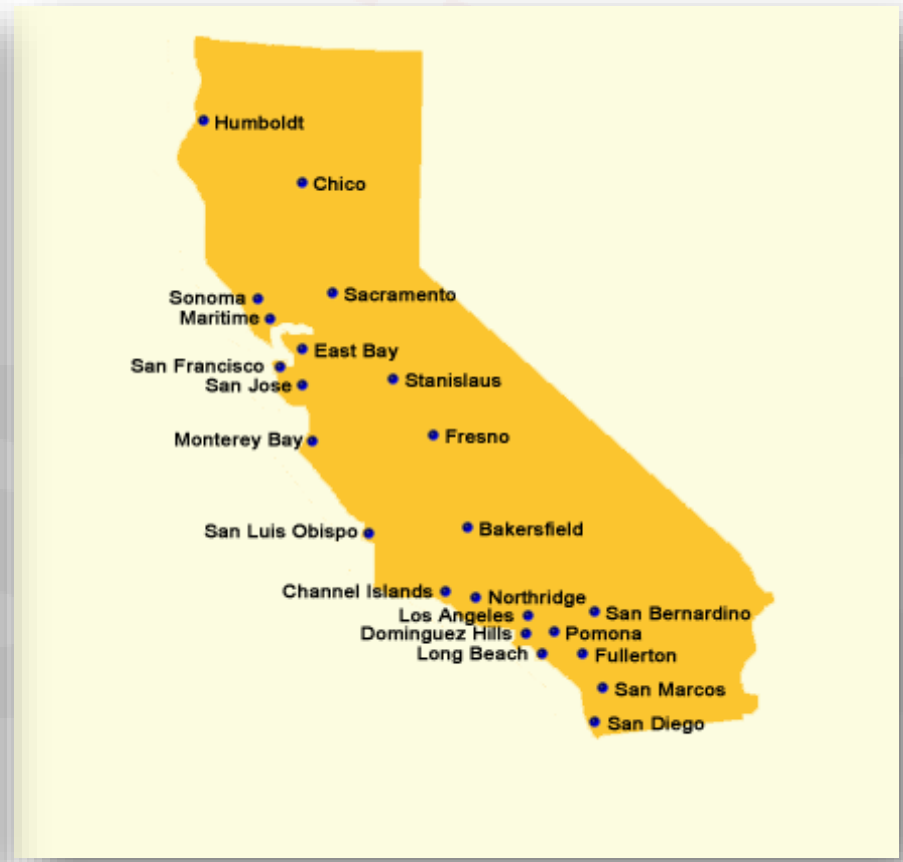 Humboldt
Chico
Sacramento
Sonoma
Maritime
East Bay
San Francisco
Stanislaus
San Jose
Fresno
Monterey Bay
Bakersfield
San Luis Obispo
Channel Islands
Northridge
San Bernardino
Los Angeles
Dominguez Hills
Pomona
Long Beach
Fullerton
San Marcos
San Diego